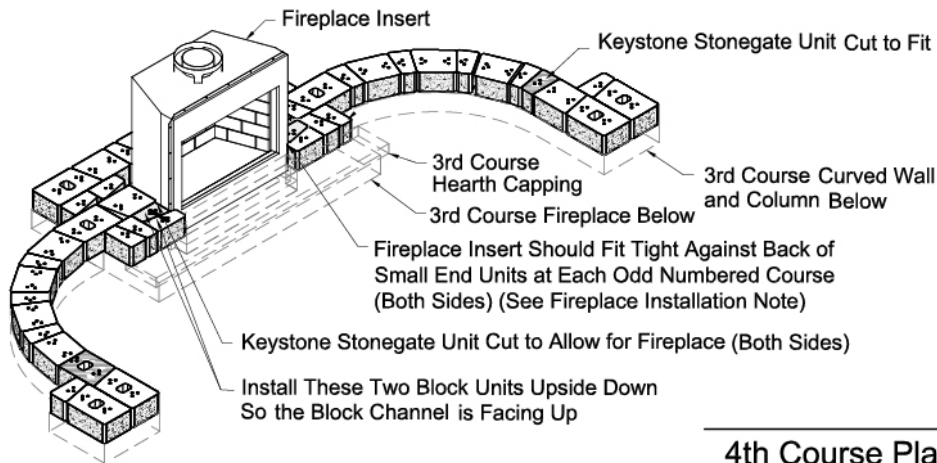 Fireplace Insert
Keystone Stonegate Unit Cut to Fit
3rd Course
Hearth Capping
3rd Course Curved Wall
and Column Below
3rd Course Fireplace Below
Fireplace Insert Should Fit Tight Against Back of
Small End Units at Each Odd Numbered Course
(Both Sides) (See Fireplace Installation Note)
Keystone Stonegate Unit Cut to Allow for Fireplace (Both Sides)
Install These Two Block Units Upside Down
So the Block Channel is Facing Up
4th Course Pla